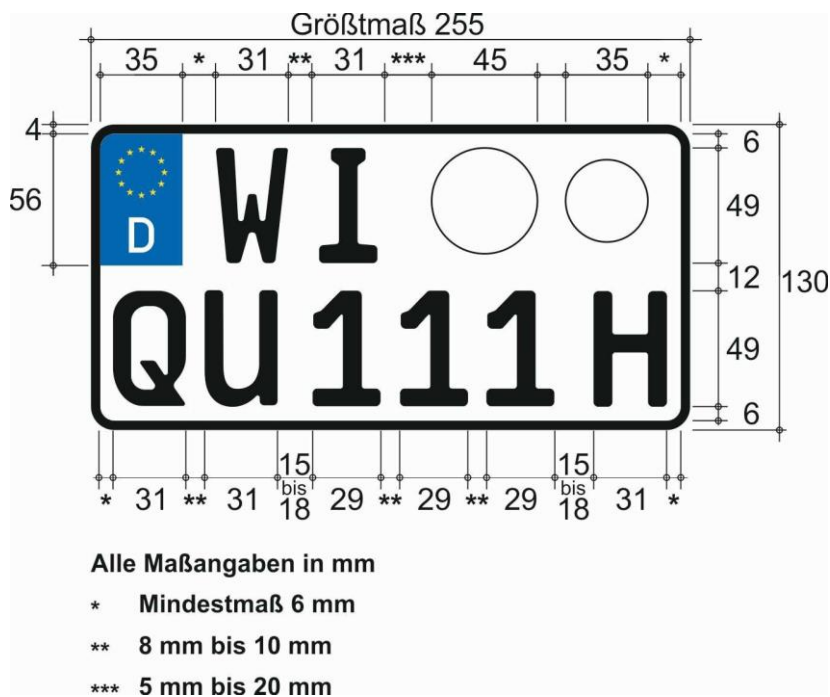 Größtmaß 255
35 * 31 ** 31 *** 45 35 *
4 6
56 WI 49
D
12 130
QU111H 49
6
* 31 ** 31 15 bis 18 29 ** 29 ** 29 15 bis 18 31 *
Alle Maßangaben in mm
* Mindestmaß 6 mm
** 8 mm bis 10 mm
*** 5 mm bis 20 mm